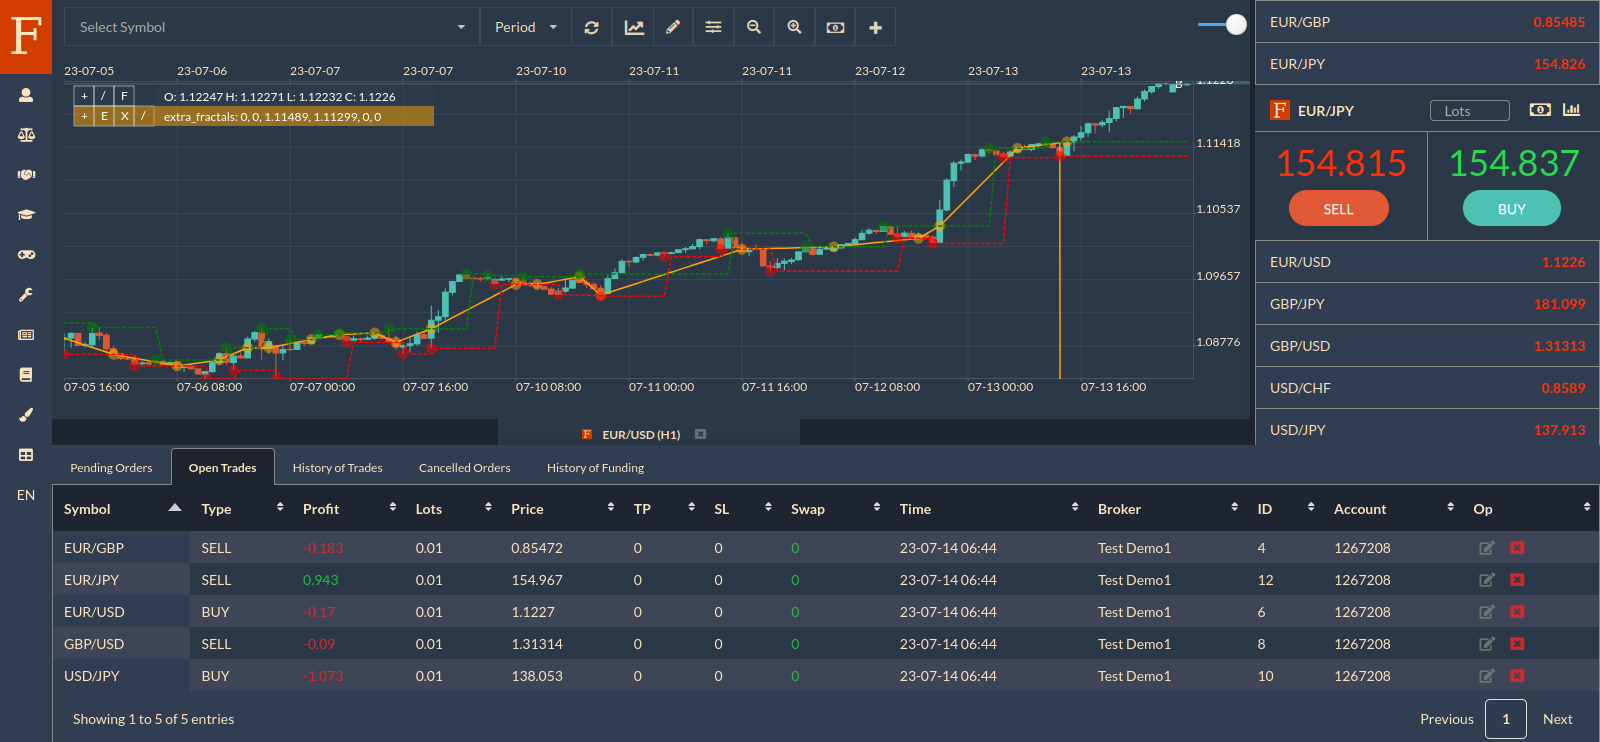 F
EN
Select Symbol Period
23-07-05 23-07-06 23-07-07 23-07-07 23-07-10 23-07-11 23-07-11 23-07-12 23-07-13 23-07-13
+ / F O: 1.12247 H: 1.12271 L: 1.12232 C: 1.1226
+ E X / extra_fractals: 0, 0, 1.11489, 1.11299, 0, 0
1.11418
1.10537
1.09657
1.08776
07-05 16:00 07-06 08:00 07-07 00:00 07-07 16:00 07-10 08:00 07-11 00:00 07-11 16:00 07-12 08:00 07-13 00:00 07-13 16:00
F EUR/USD (H1)
EUR/GBP 0.85485
EUR/JPY 154.826
F EUR/JPY Lots
154.815 154.837
SELL BUY
EUR/USD 1.1226
GBP/JPY 181.099
GBP/USD 1.31313
USD/CHF 0.8589
USD/JPY 137.913
Pending Orders Open Trades History of Trades Cancelled Orders History of Funding
Symbol Type Profit Lots Price TP SL Swap Time Broker ID Account Op
EUR/GBP SELL -0.183 0.01 0.85472 0 0 0 23-07-14 06:44 Test Demo1 4 1267208
EUR/JPY SELL 0.943 0.01 154.967 0 0 0 23-07-14 06:44 Test Demo1 12 1267208
EUR/USD BUY -0.17 0.01 1.1227 0 0 0 23-07-14 06:44 Test Demo1 6 1267208
GBP/USD SELL -0.09 0.01 1.31314 0 0 0 23-07-14 06:44 Test Demo1 8 1267208
USD/JPY BUY -1.073 0.01 138.053 0 0 0 23-07-14 06:44 Test Demo1 10 1267208
Showing 1 to 5 of 5 entries Previous 1 Next